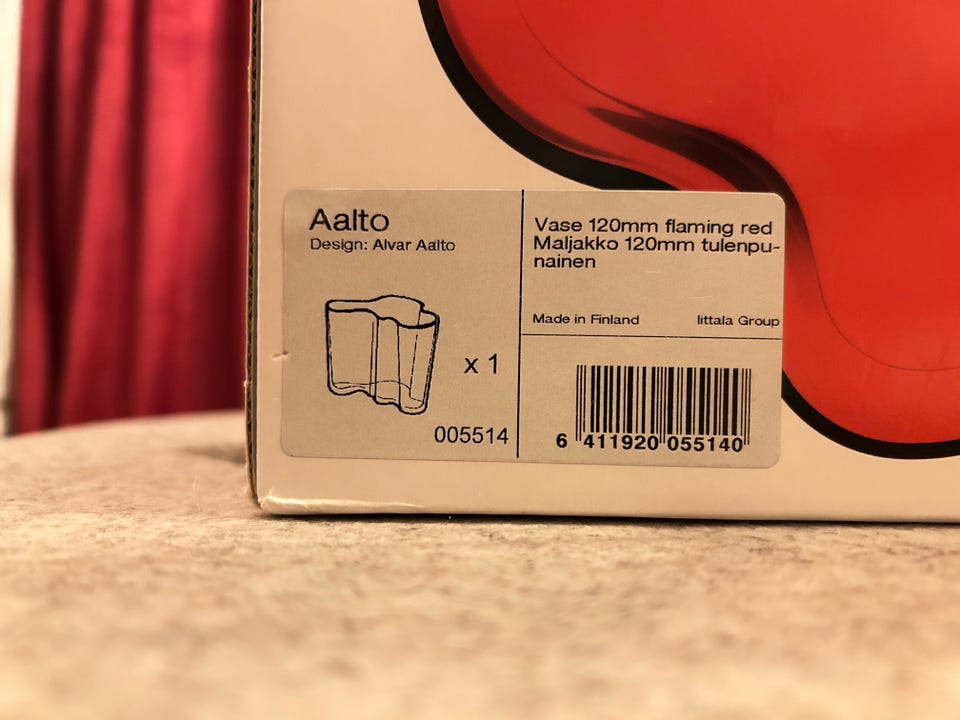 Aalto
Design: Alvar Aalto
x 1
005514
Vase 120mm flaming red
Maljakko 120mm tulenpu-
nainen
Made in Finland
Iittala Group
6 411920 055140